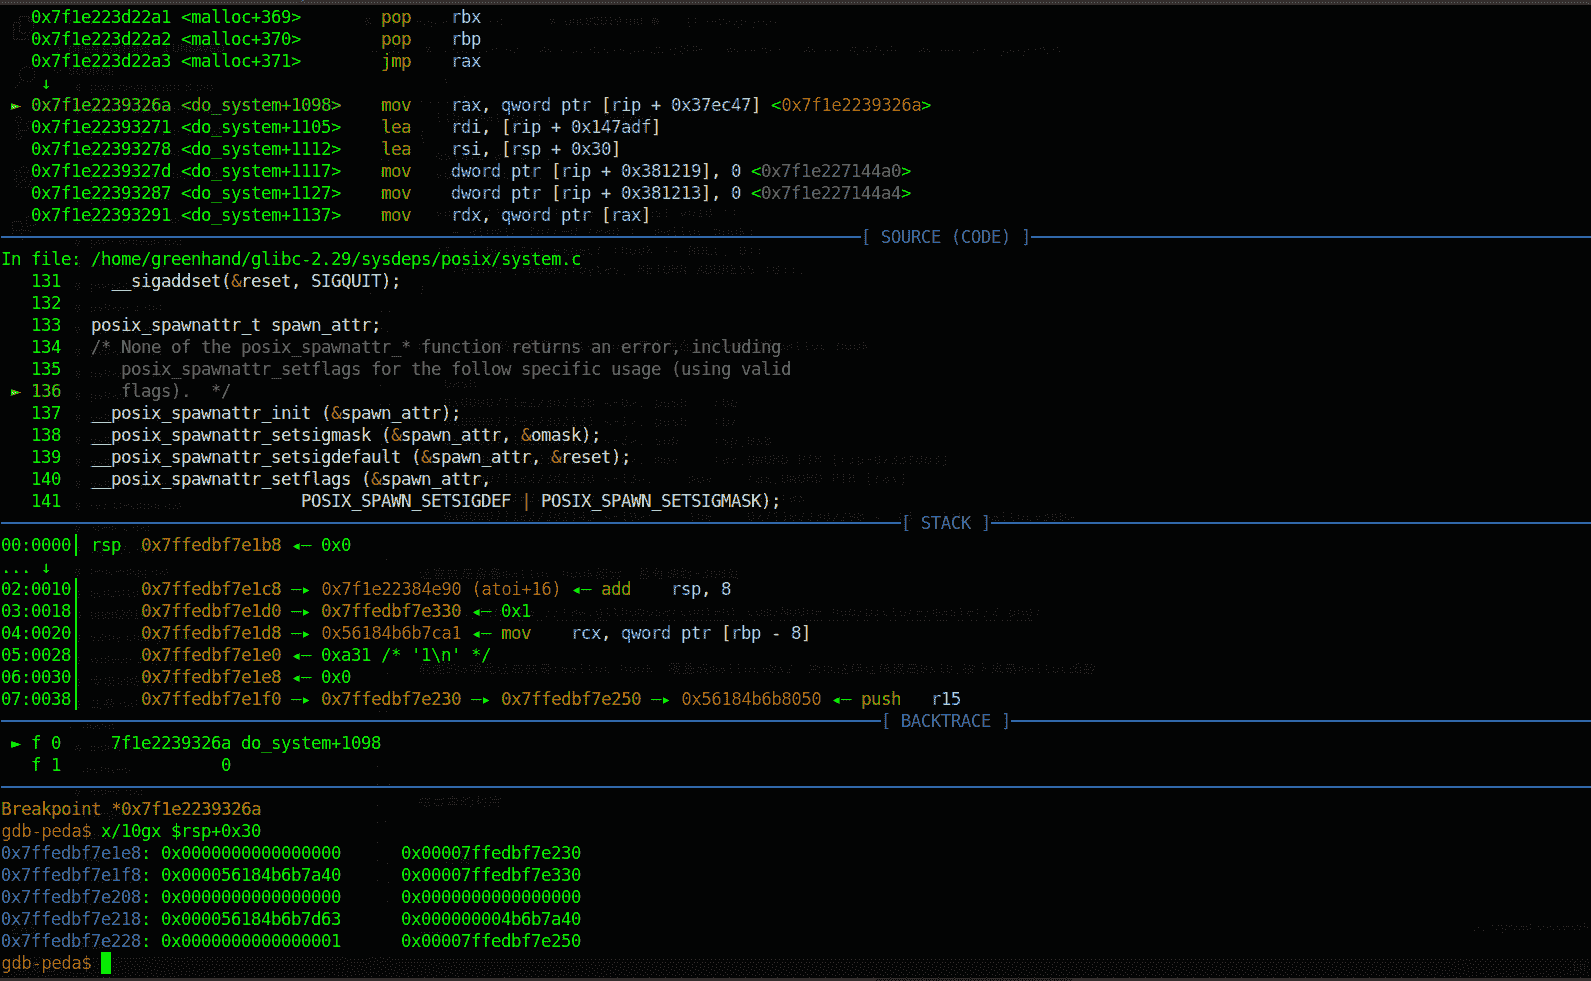 0x7f1e223d22a1 <malloc+369>        pop    rbx
0x7f1e223d22a2 <malloc+370>        pop    rbp
0x7f1e223d22a3 <malloc+371>        jmp    rax
↓
► 0x7f1e2239326a <do_system+1098>    mov    rax, qword ptr [rip + 0x37ec47] <0x7f1e2239326a>
0x7f1e22393271 <do_system+1105>    lea    rdi, [rip + 0x147adf]
0x7f1e22393278 <do_system+1112>    lea    rsi, [rsp + 0x30]
0x7f1e2239327d <do_system+1117>    mov    dword ptr [rip + 0x381219], 0 <0x7f1e227144a0>
0x7f1e22393287 <do_system+1127>    mov    dword ptr [rip + 0x381213], 0 <0x7f1e227144a4>
0x7f1e22393291 <do_system+1137>    mov    rdx, qword ptr [rax]
[ SOURCE (CODE) ]
In file: /home/greenhand/glibc-2.29/sysdeps/posix/system.c
131     __sigaddset(&reset, SIGQUIT);
132
133   posix_spawnattr_t spawn_attr;
134   /* None of the posix_spawnattr_* function returns an error, including
135      posix_spawnattr_setflags for the follow specific usage (using valid
► 136      flags).  */
137   __posix_spawnattr_init (&spawn_attr);
138   __posix_spawnattr_setsigmask (&spawn_attr, &omask);
139   __posix_spawnattr_setsigdefault (&spawn_attr, &reset);
140   __posix_spawnattr_setflags (&spawn_attr,
141                        POSIX_SPAWN_SETSIGDEF | POSIX_SPAWN_SETSIGMASK);
[ STACK ]
00:0000│ rsp  0x7ffedbf7e1b8 ◂— 0x0
... ↓
02:0010│      0x7ffedbf7e1c8 —▸ 0x7f1e22384e90 (atoi+16) ◂— add    rsp, 8
03:0018│      0x7ffedbf7e1d0 —▸ 0x7ffedbf7e330 ◂— 0x1
04:0020│      0x7ffedbf7e1d8 —▸ 0x56184b6b7ca1 ◂— mov    rcx, qword ptr [rbp - 8]
05:0028│      0x7ffedbf7e1e0 ◂— 0xa31 /* '1\n' */
06:0030│      0x7ffedbf7e1e8 ◂— 0x0
07:0038│      0x7ffedbf7e1f0 —▸ 0x7ffedbf7e230 —▸ 0x7ffedbf7e250 —▸ 0x56184b6b8050 ◂— push   r15
[ BACKTRACE ]
► f 0     7f1e2239326a do_system+1098
f 1                0
Breakpoint *0x7f1e2239326a
gdb-peda$ x/10gx $rsp+0x30
0x7ffedbf7e1e8: 0x0000000000000000      0x00007ffedbf7e230
0x7ffedbf7e1f8: 0x000056184b6b7a40      0x00007ffedbf7e330
0x7ffedbf7e208: 0x0000000000000000      0x0000000000000000
0x7ffedbf7e218: 0x000056184b6b7d63      0x000000004b6b7a40
0x7ffedbf7e228: 0x0000000000000001      0x00007ffedbf7e250
gdb-peda$